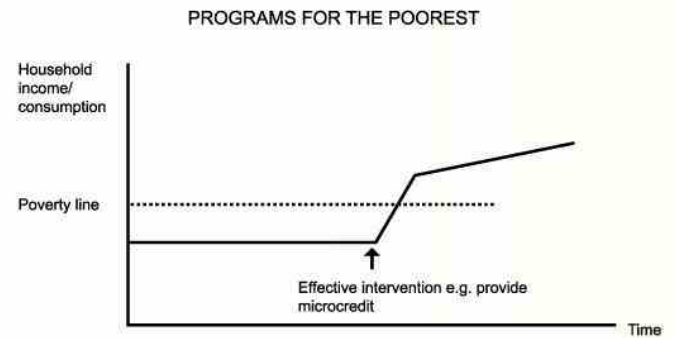 PROGRAMS FOR THE POOREST
Household
income/
consumption
Poverty line
Effective intervention e.g. provide
microcredit
Time